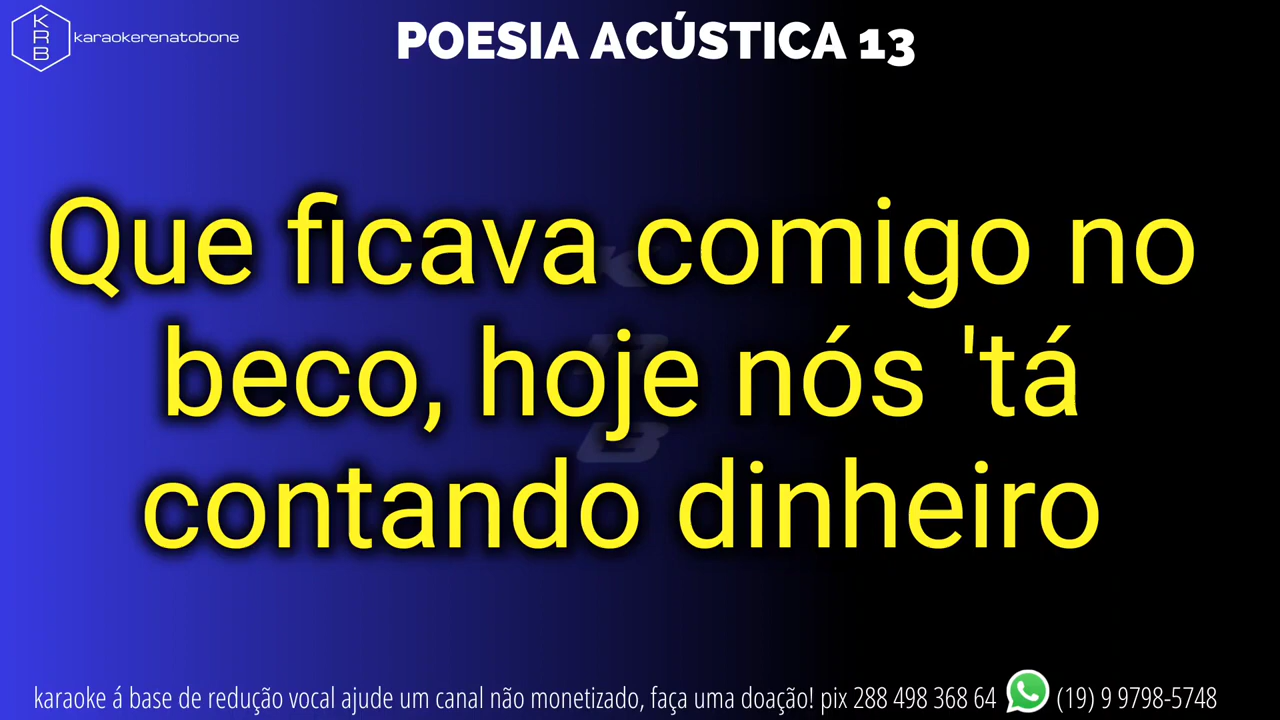 KRB
karaokerenatobone
POESIA ACÚSTICA 13
Que ficava comigo no
beco, hoje nós 'tá
contando dinheiro
KRB
karaoke á base de redução vocal ajude um canal não monetizado, faça uma doação! pix 288 498 368 64 (19) 9 9798-5748